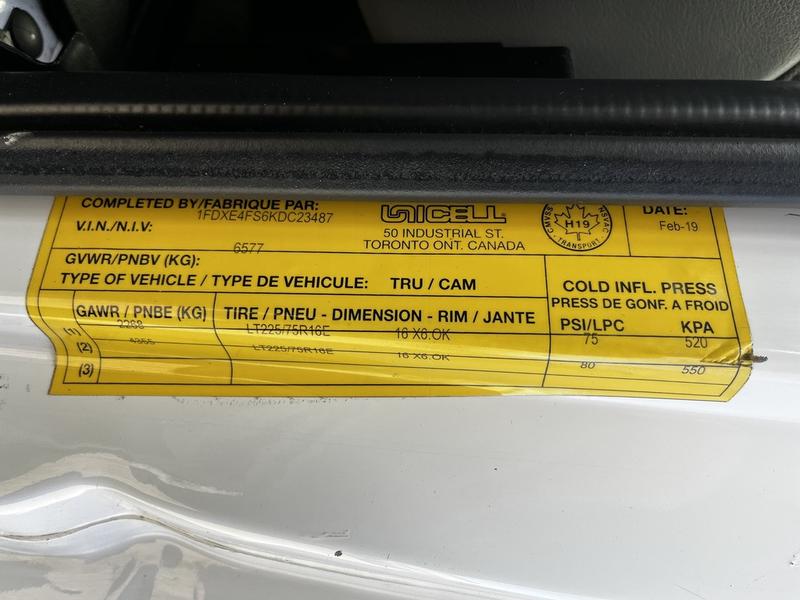 COMPLETED BY/FABRIQUE PAR:
1FDXE4FS6KDC23487
V.I.N./N.I.V:
UNICELL
50 INDUSTRIAL ST.
TORONTO ONT. CANADA
H19
TRANSPORT
DATE:
Feb-19
6577
GVWR/PNBV (KG):
TYPE OF VEHICLE / TYPE DE VEHICULE: TRU / CAM
COLD INFL. PRESS
PRESS DE GONF. A FROID
GAWR / PNBE (KG) TIRE / PNEU - DIMENSION - RIM / JANTE PSI/LPC KPA
(1) 2268 LT225/75R16E 16 X6.OK 75 520
(2) 4355 LT225/75R16E 16 X6.OK 80 550
(3)